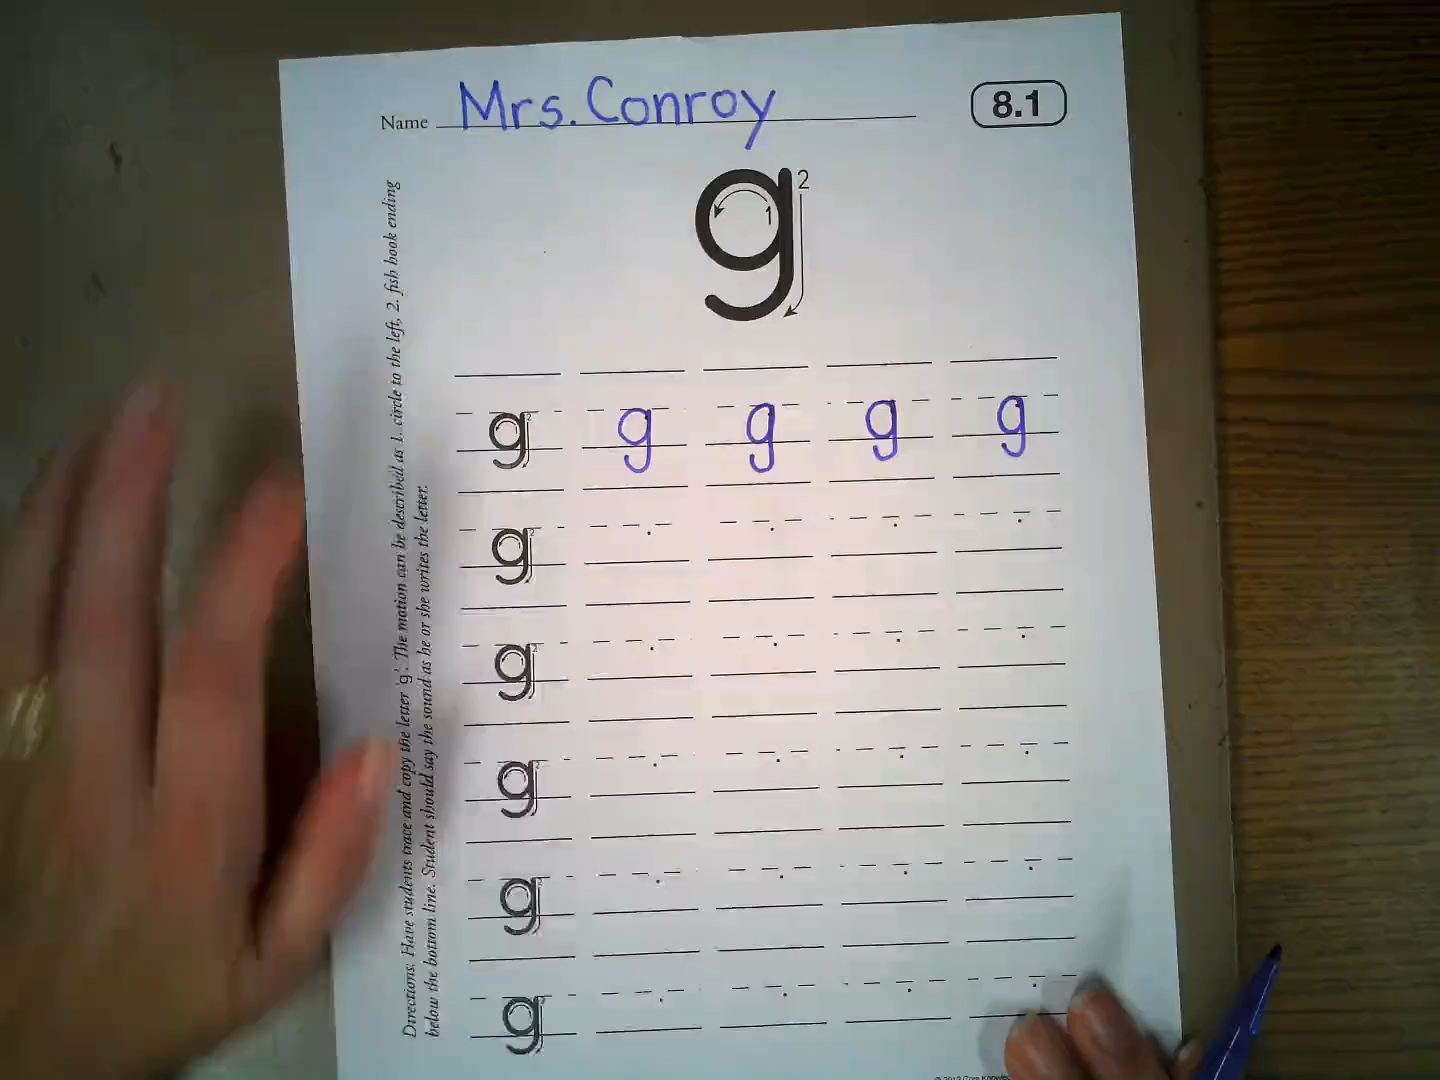 Name Mrs. Conroy
8.1
g 1 2
g g g g g
g
g
g
g
g
Directions: Have students trace and copy the letter 'g'. The motion can be described as 1. circle to the left, 2. fish hook ending
below the bottom line. Student should say the sound as he or she writes the letter.